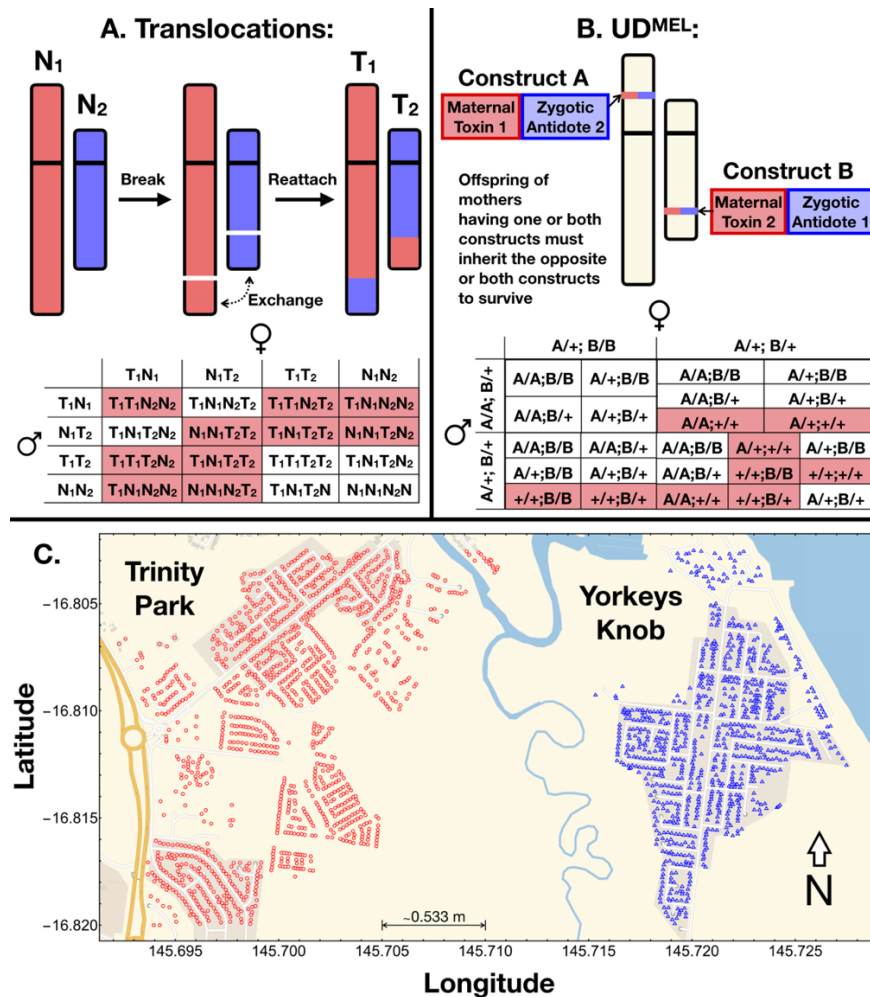 A. Translocations:
N₁
N₂
Break
Reattach
Exchange
T₁
T₂
♀
T₁N₁ N₁T₂ T₁T₂ N₁N₂
♂
T₁N₁ T₁T₁N₂N₂ T₁N₁N₂T₂ T₁T₁N₂T₂ T₁N₁N₂N₂
N₁T₂ T₁N₁T₂N₂ N₁N₁T₂T₂ T₁N₁T₂T₂ N₁N₁T₂N₂
T₁T₂ T₁T₁T₂N₂ T₁N₁T₂T₂ T₁T₁T₂T₂ T₁N₁T₂N₂
N₁N₂ T₁N₁N₂N₂ N₁N₁N₂T₂ T₁N₁T₂N N₁N₁N₂N
B. UDᴹᴱᴸ:
Construct A
Maternal Toxin 1
Zygotic Antidote 2
Construct B
Maternal Toxin 2
Zygotic Antidote 1
Offspring of
mothers
having one or both
constructs must
inherit the opposite
or both constructs
to survive
♀
A/+; B/B A/+; B/+
♂
A/A; B/+
A/A;B/B A/+;B/B A/A;B/B A/+;B/B
A/A;B/+ A/+;B/+
A/A;B/+ A/+;B/+ A/A;+/+ A/+;+/+
A/+; B/+
A/A;B/B A/A;B/+ A/A;B/B A/+;+/+ A/+;B/B
A/+;B/B A/+;B/+ A/A;B/+ +/+;B/B +/+;+/+
+/+;B/B +/+;B/+ A/A;+/+ +/+;B/+ A/+;B/+
C.
Trinity
Park
Yorkeys
Knob
Latitude
−16.805
−16.810
−16.815
−16.820
~0.533 m
N
145.695 145.700 145.705 145.710 145.715 145.720 145.725
Longitude